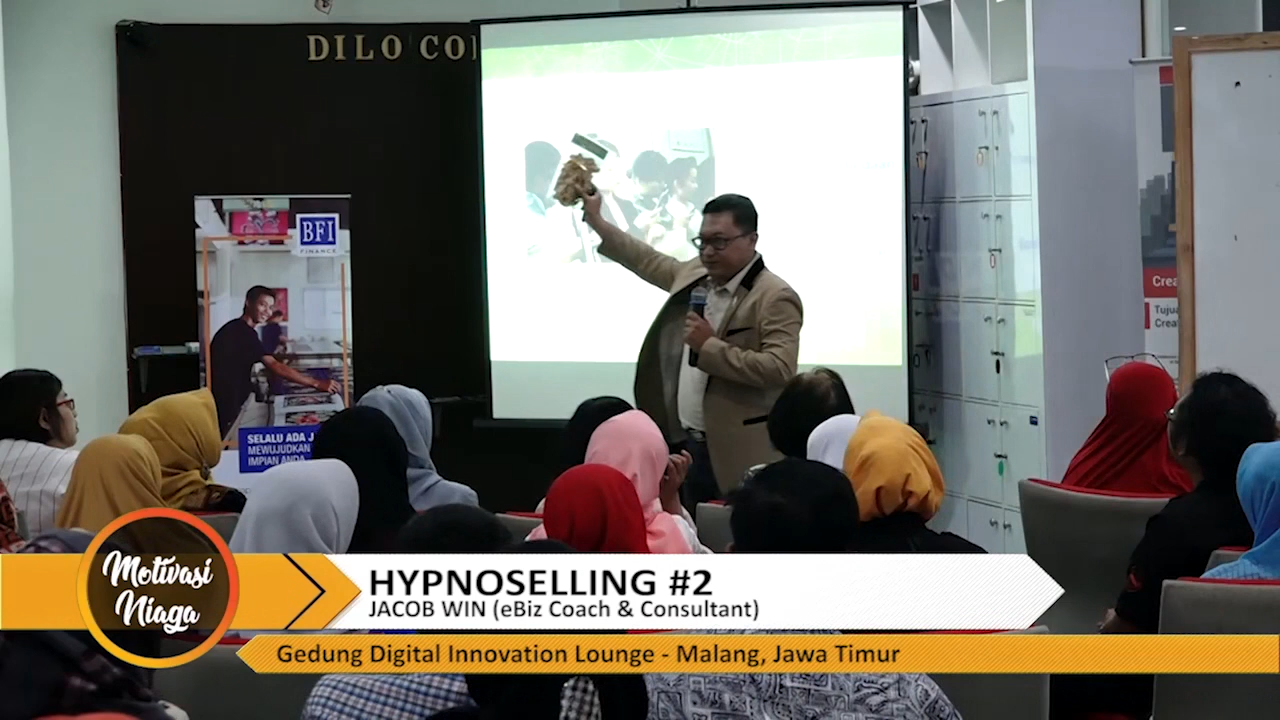 DILO CO
BFI
FINANCE
SELALU ADA J
MEWUJUDKAN
IMPIAN ANDA
Crea
Tujua
Creat
Motivasi
Niaga
HYPNOSELLING #2
JACOB WIN (eBiz Coach & Consultant)
Gedung Digital Innovation Lounge - Malang, Jawa Timur